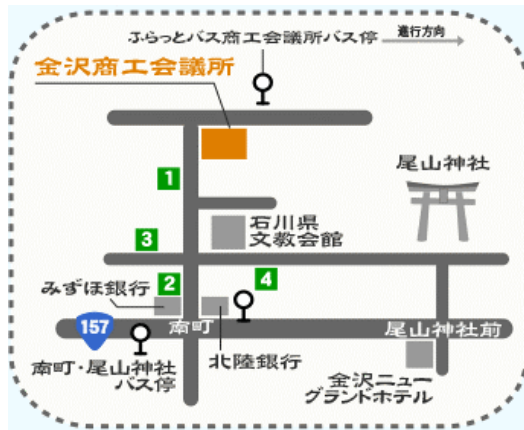 ふらっとバス商工会議所バス停
進行方向
金沢商工会議所
1
尾山神社
石川県
文教会館
3
みずほ銀行
2
4
157
南町
尾山神社前
南町・尾山神社
バス停
北陸銀行
金沢ニュー
グランドホテル